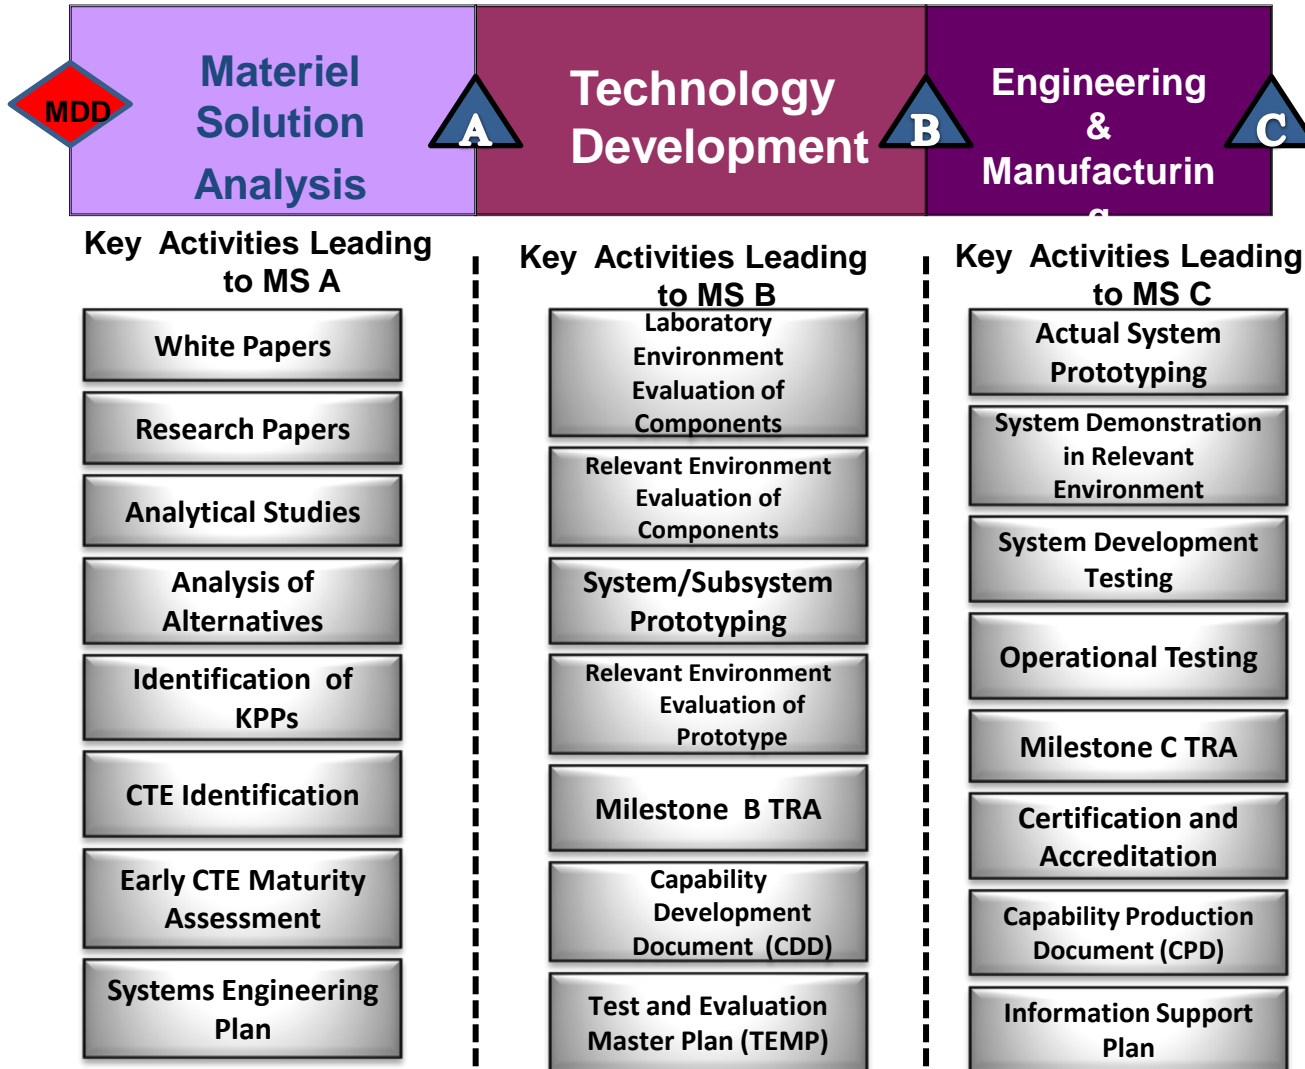 MDD
Materiel
Solution
Analysis
A
Technology
Development
B
Engineering
&
Manufacturin
g
C
Key Activities Leading
to MS A
White Papers
Research Papers
Analytical Studies
Analysis of
Alternatives
Identification of
KPPs
CTE Identification
Early CTE Maturity
Assessment
Systems Engineering
Plan
Key Activities Leading
to MS B
Laboratory
Environment
Evaluation of
Components
Relevant Environment
Evaluation of
Components
System/Subsystem
Prototyping
Relevant Environment
Evaluation of
Prototype
Milestone B TRA
Capability
Development
Document (CDD)
Test and Evaluation
Master Plan (TEMP)
Key Activities Leading
to MS C
Actual System
Prototyping
System Demonstration
in Relevant
Environment
System Development
Testing
Operational Testing
Milestone C TRA
Certification and
Accreditation
Capability Production
Document (CPD)
Information Support
Plan